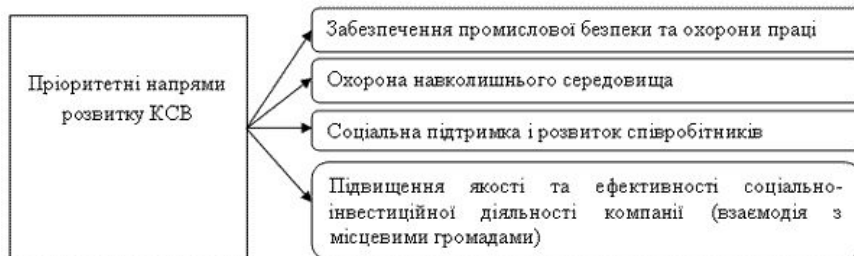 Пріоритетні напрями
розвитку КСВ
Забезпечення промислової безпеки та охорони праці
Охорона навколишнього середовища
Соціальна підтримка і розвиток співробітників
Підвищення якості та ефективності соціально-
інвестиційної діяльності компанії (взаємодія з
місцевими громадами)